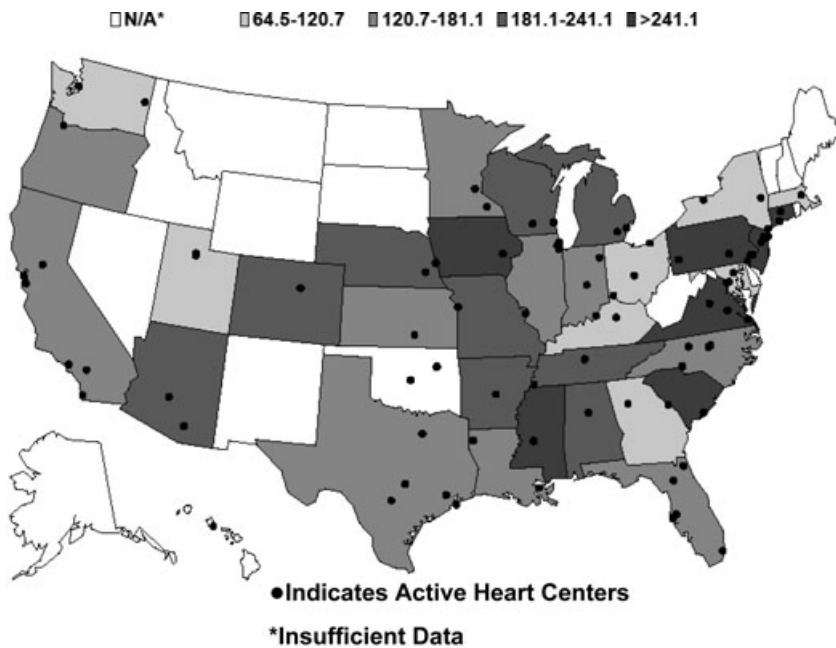 N/A* 64.5-120.7 120.7-181.1 181.1-241.1 >241.1
Indicates Active Heart Centers
*Insufficient Data